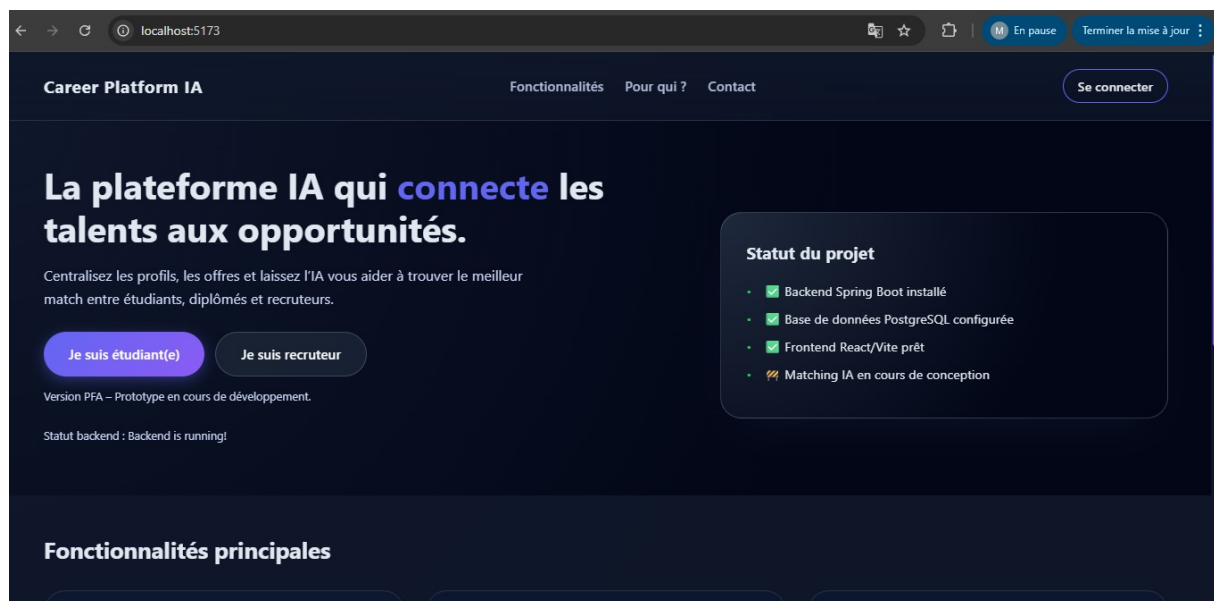 localhost:5173
M En pause
Terminer la mise à jour
Career Platform IA
Fonctionnalités Pour qui ? Contact
Se connecter
La plateforme IA qui connecte les
talents aux opportunités.
Centralisez les profils, les offres et laissez l'IA vous aider à trouver le meilleur
match entre étudiants, diplômés et recruteurs.
Je suis étudiant(e)
Je suis recruteur
Version PFA – Prototype en cours de développement.
Statut backend : Backend is running!
Statut du projet
• ✅ Backend Spring Boot installé
• ✅ Base de données PostgreSQL configurée
• ✅ Frontend React/Vite prêt
• 🚧 Matching IA en cours de conception
Fonctionnalités principales